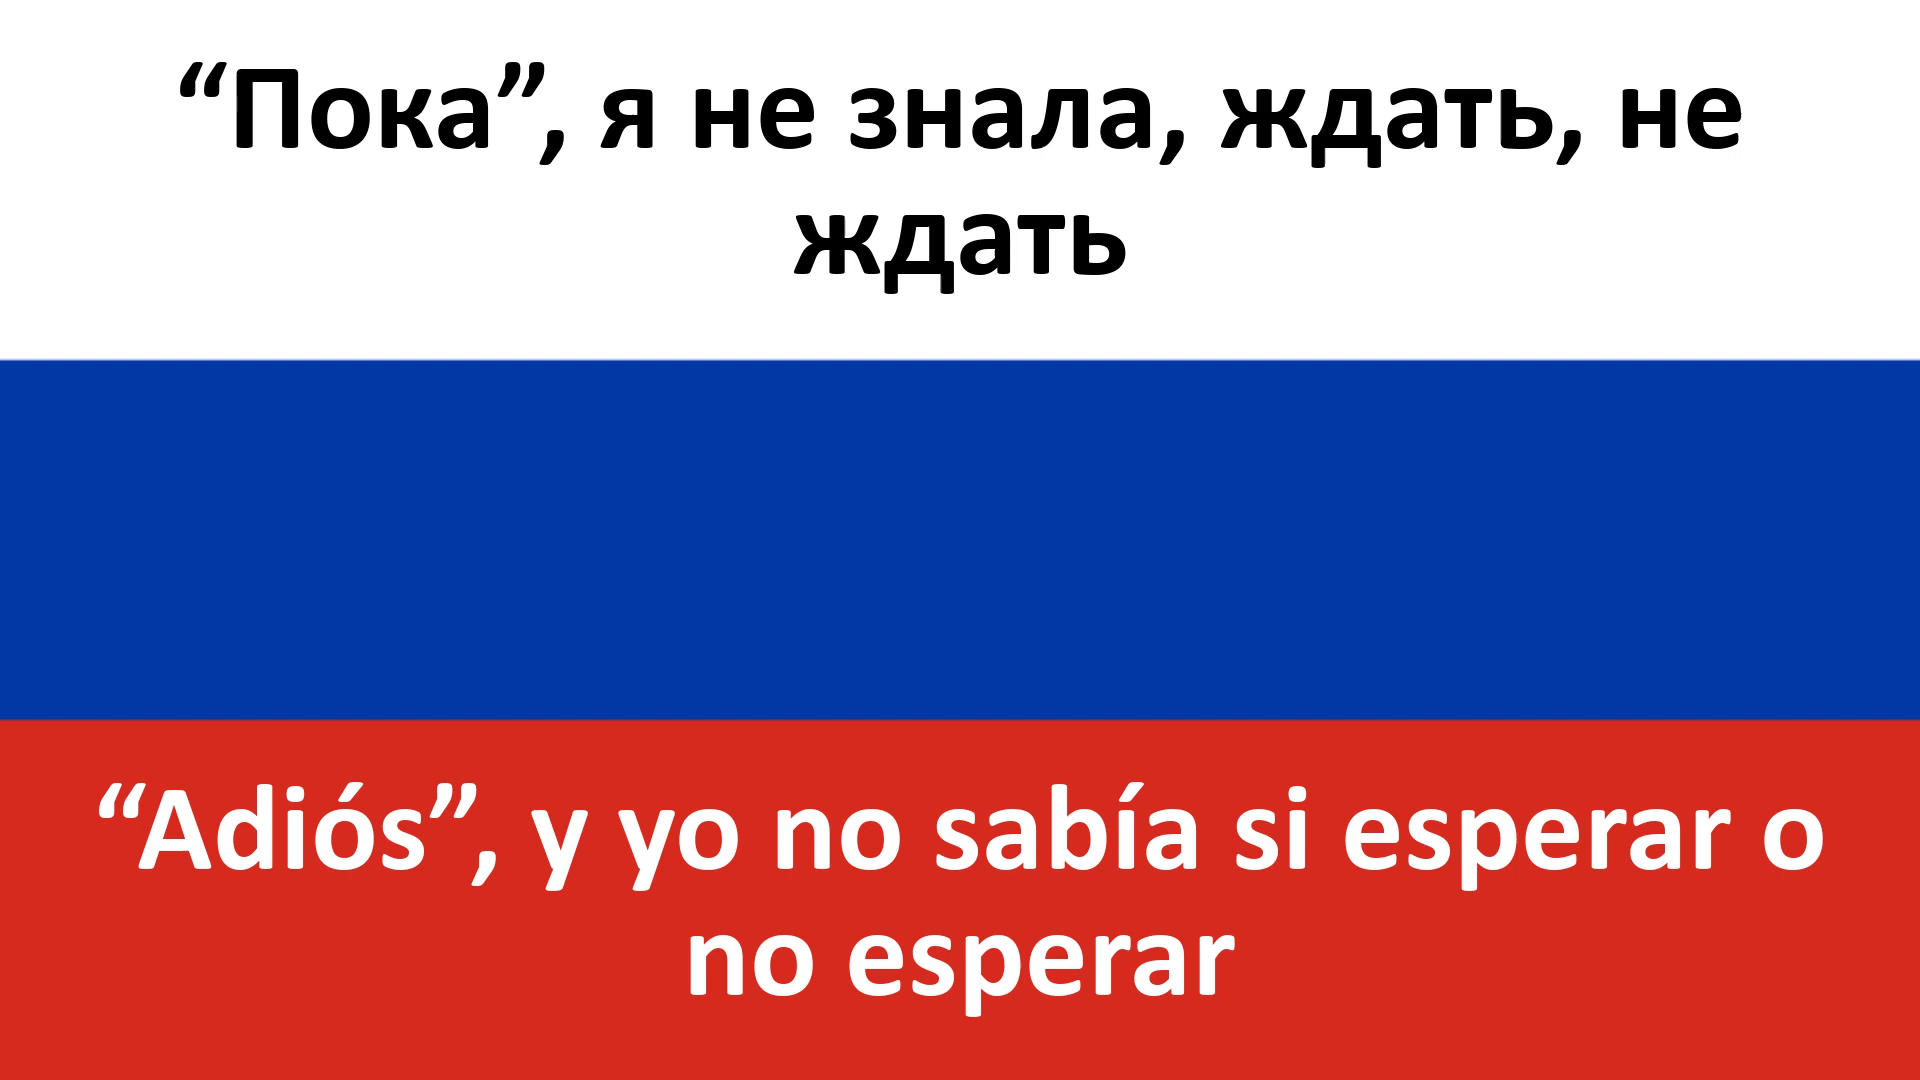 “Пока”, я не знала, ждать, не
ждать
“Adiós”, y yo no sabía si esperar o
no esperar